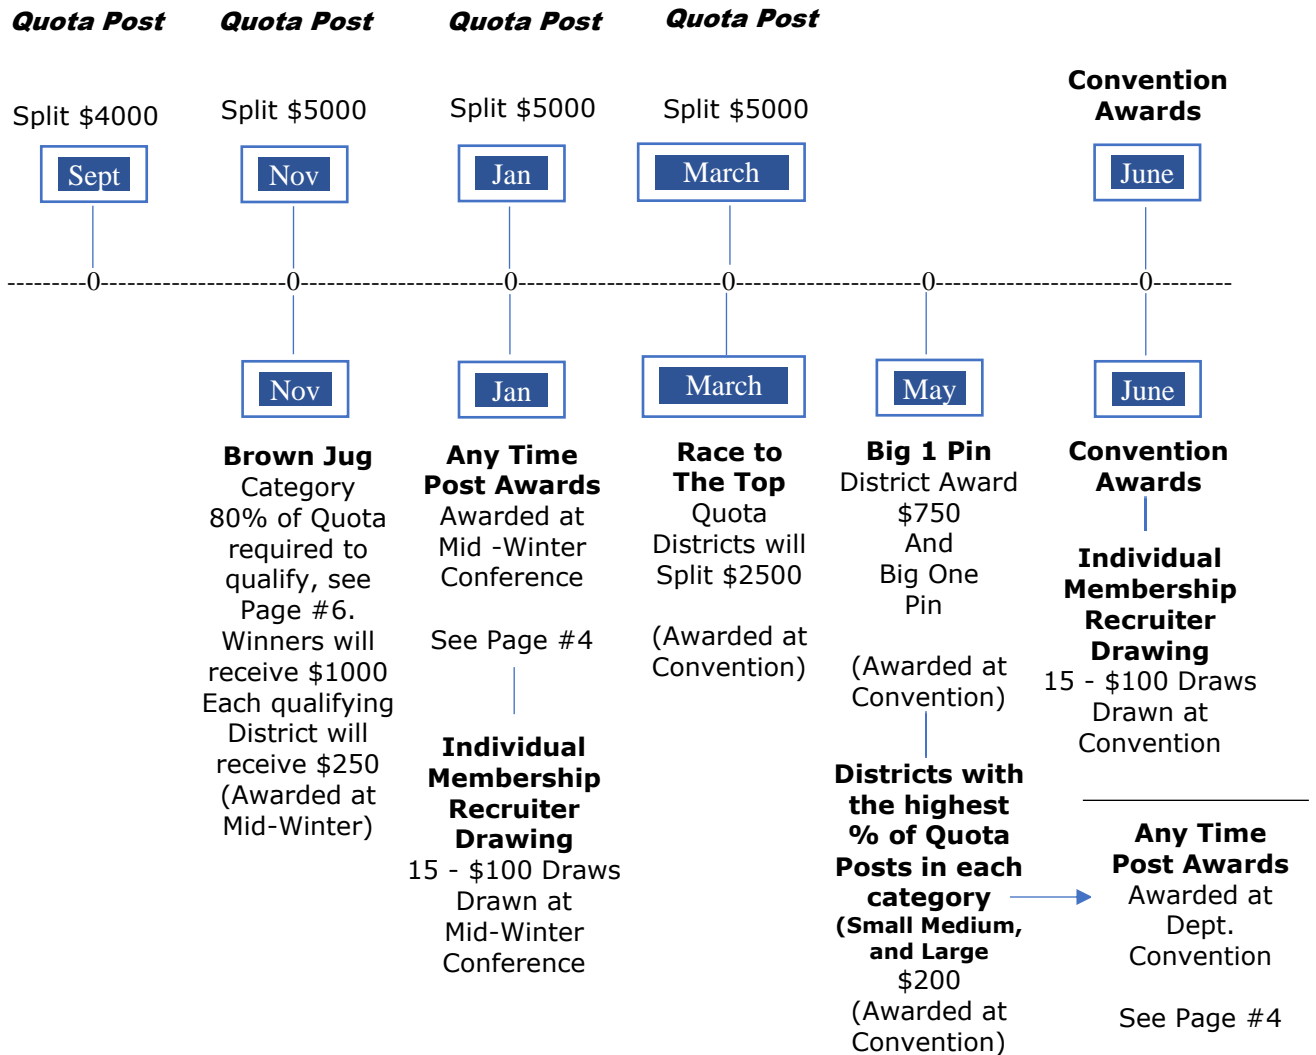 Quota Post
Quota Post
Quota Post
Quota Post
Split $4000
Split $5000
Split $5000
Split $5000
Convention
Awards
Sept
Nov
Jan
March
June
---------0-------------------0--------------------0--------------------0------------------0--------------------0--------
Nov
Jan
March
May
June
Brown Jug
Category
80% of Quota
required to
qualify, see
Page #6.
Winners will
receive $1000
Each qualifying
District will
receive $250
(Awarded at
Mid-Winter)
Any Time
Post Awards
Awarded at
Mid -Winter
Conference
See Page #4
Individual
Membership
Recruiter
Drawing
15 - $100 Draws
Drawn at
Mid-Winter
Conference
Race to
The Top
Quota
Districts will
Split $2500
(Awarded at
Convention)
Big 1 Pin
District Award
$750
And
Big One
Pin
(Awarded at
Convention)
Districts with
the highest
% of Quota
Posts in each
category
(Small Medium,
and Large
$200
(Awarded at
Convention)
Convention
Awards
Individual
Membership
Recruiter
Drawing
15 - $100 Draws
Drawn at
Convention
Any Time
Post Awards
Awarded at
Dept.
Convention
See Page #4